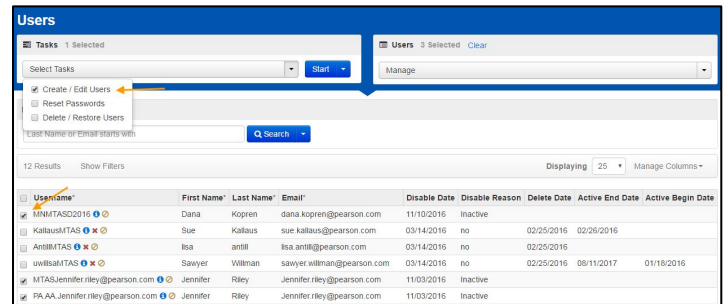 Users
Tasks 1 Selected
Users 3 Selected Clear
Select Tasks
Start
Manage
Create / Edit Users
Reset Passwords
Delete / Restore Users
Last Name or Email starts with
Search
12 Results Show Filters
Displaying 25 Manage Columns
Username* First Name* Last Name* Email* Disable Date Disable Reason Delete Date Active End Date Active Begin Date
MNMTASD2016 Dana Kopren dana.kopren@pearson.com 11/10/2016 Inactive
KallausMTAS Sue Kallaus sue.kallaus@pearson.com 03/14/2016 no 02/25/2016 02/26/2016
AntillMTAS lisa antill lisa.antill@pearson.com 03/14/2016 no 02/25/2016
uwillsaMTAS Sawyer Willman sawyer.willman@pearson.com 03/14/2016 no 02/25/2016 08/11/2017 01/18/2016
MTASJennifer.riley@pearson.com Jennifer Riley Jennifer.riley@pearson.com 11/03/2016 Inactive
PA.AA.Jennifer.riley@pearson.com Jennifer Riley Jennifer.riley@pearson.com 11/03/2016 Inactive